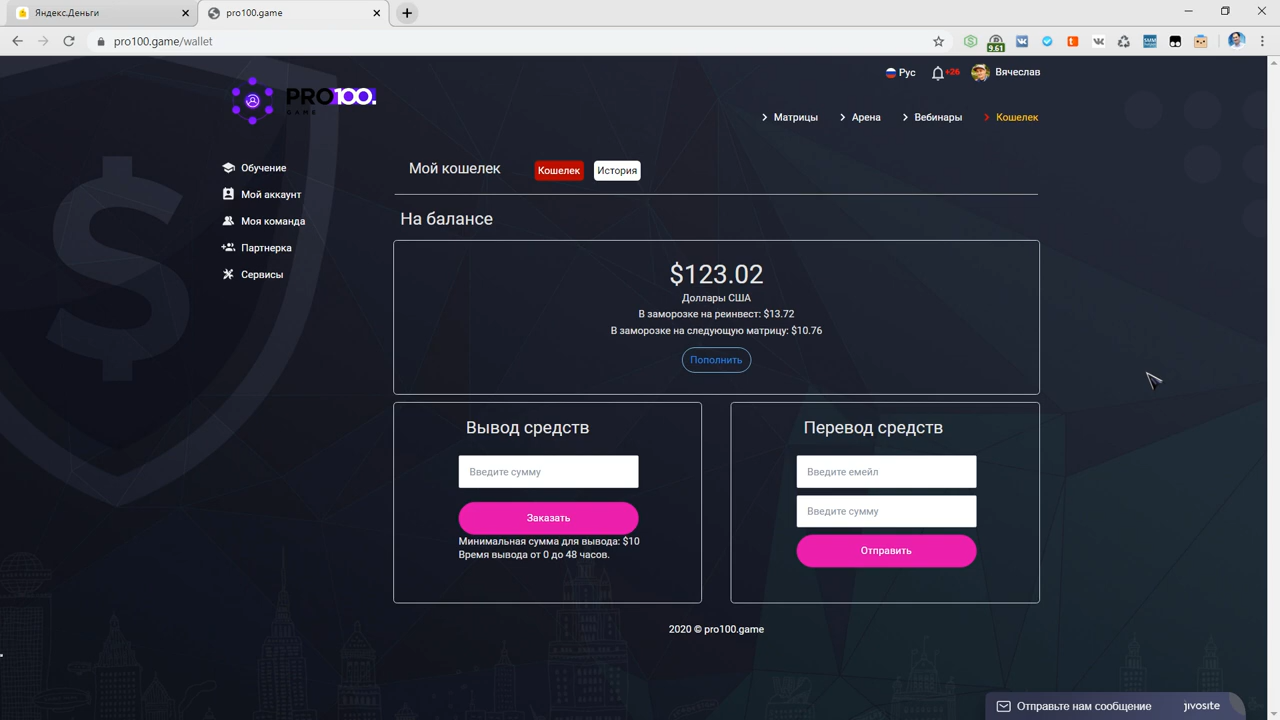 Яндекс.Деньги
pro100.game
pro100.game/wallet
9.61
Рус
+26
Вячеслав
PRO100.
GAME
Матрицы
Арена
Вебинары
Кошелек
Обучение
Мой аккаунт
Моя команда
Партнерка
Сервисы
Мой кошелек
Кошелек
История
На балансе
$123.02
Доллары США
В заморозке на реинвест: $13.72
В заморозке на следующую матрицу: $10.76
Пополнить
Вывод средств
Введите сумму
Заказать
Минимальная сумма для вывода: $10
Время вывода от 0 до 48 часов.
Перевод средств
Введите емейл
Введите сумму
Отправить
2020 © pro100.game
Отправьте нам сообщение
jivosite